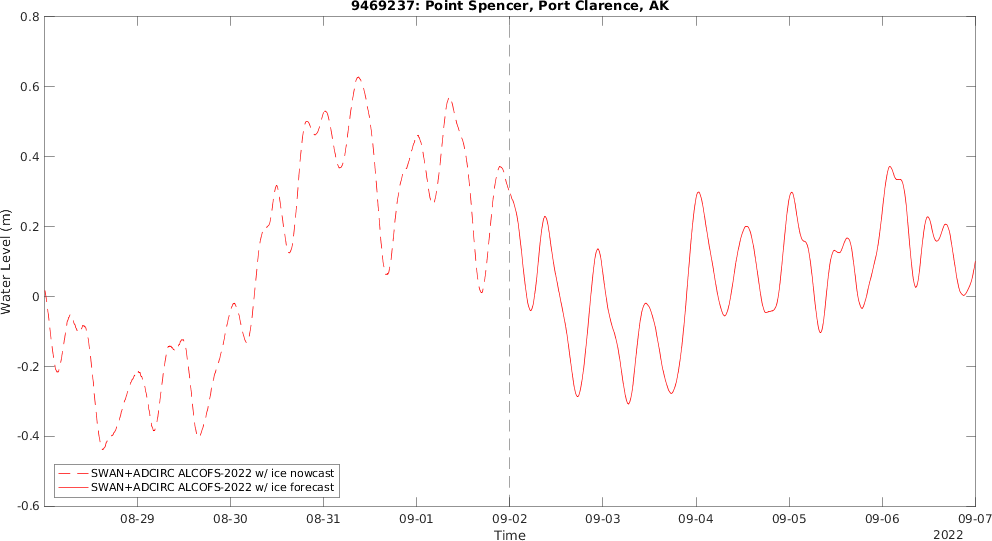 9469237: Point Spencer, Port Clarence, AK
0.8
0.6
0.4
0.2
0
-0.2
-0.4
-0.6
Water Level (m)
SWAN+ADCIRC ALCOFS-2022 w/ ice nowcast
SWAN+ADCIRC ALCOFS-2022 w/ ice forecast
08-29 08-30 08-31 09-01 09-02 09-03 09-04 09-05 09-06 09-07
Time
2022